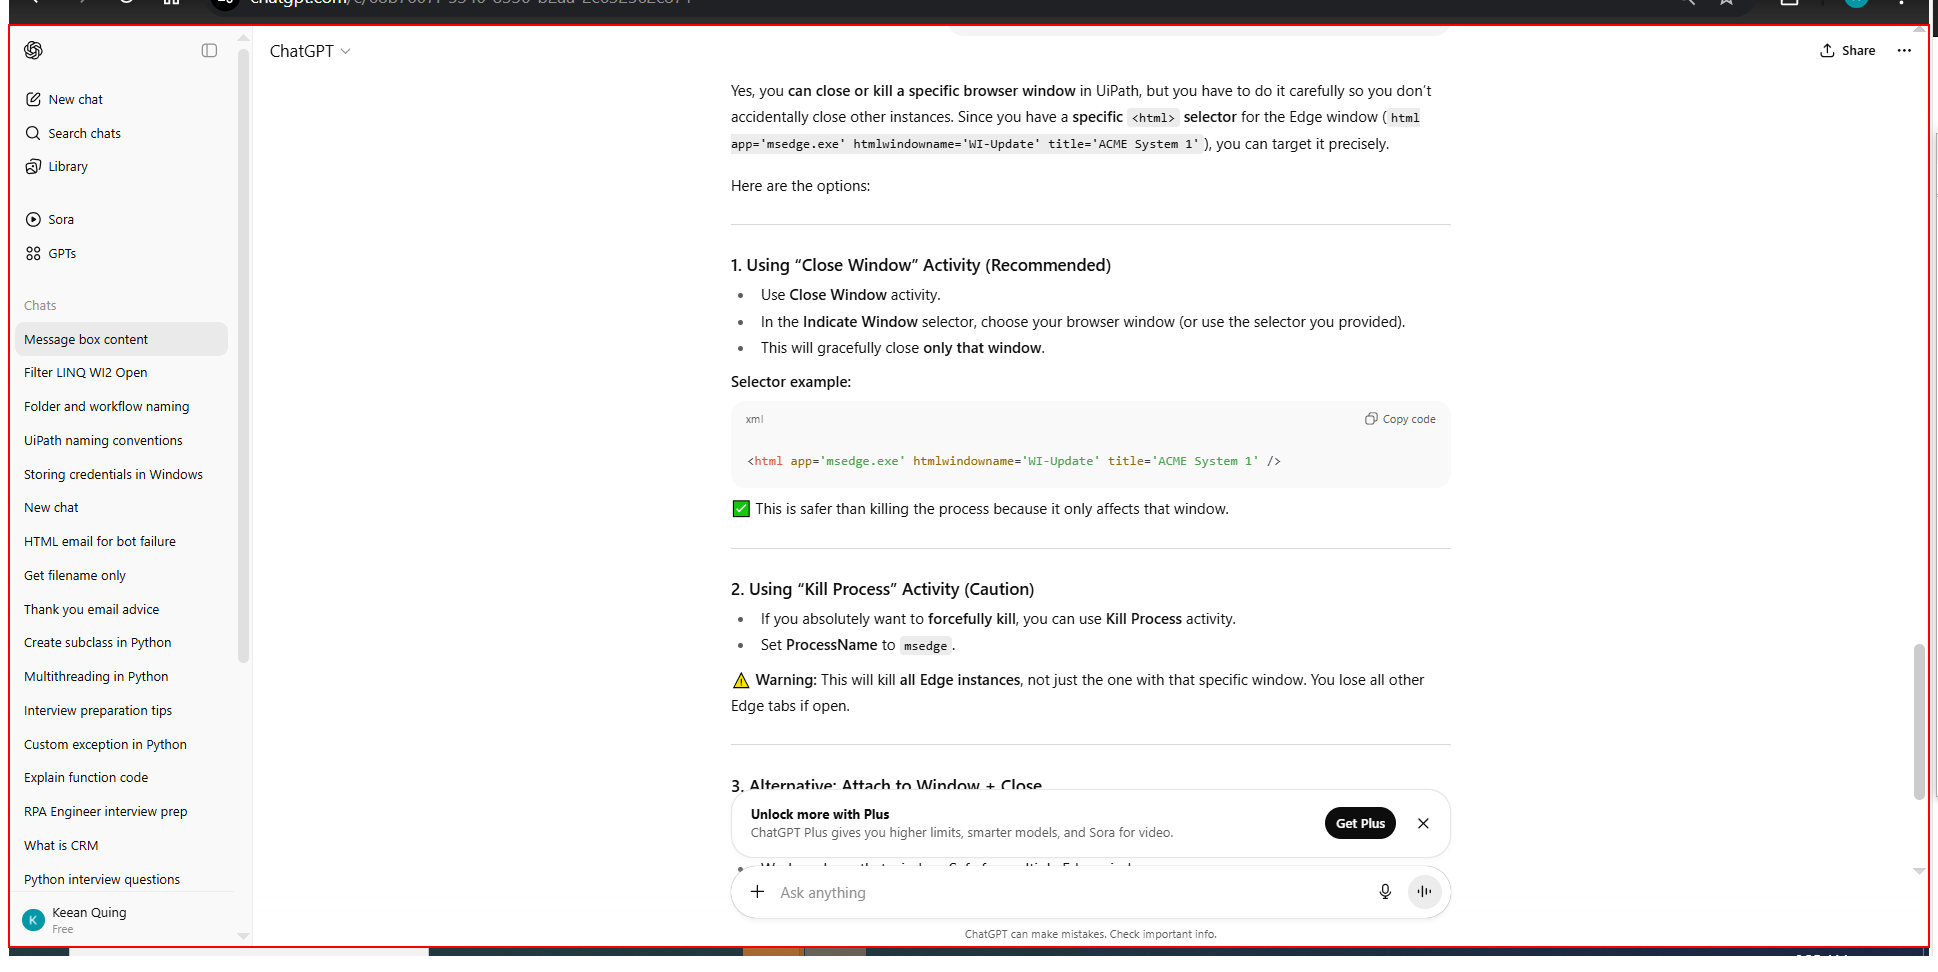 ChatGPT
Share
New chat
Search chats
Library
Sora
GPTs
Chats
Message box content
Filter LINQ WI2 Open
Folder and workflow naming
UiPath naming conventions
Storing credentials in Windows
New chat
HTML email for bot failure
Get filename only
Thank you email advice
Create subclass in Python
Multithreading in Python
Interview preparation tips
Custom exception in Python
Explain function code
RPA Engineer interview prep
What is CRM
Python interview questions
K
Keean Quing
Free
Yes, you can close or kill a specific browser window in UiPath, but you have to do it carefully so you don’t
accidentally close other instances. Since you have a specific <html> selector for the Edge window ( html
app='msedge.exe' htmlwindowname='WI-Update' title='ACME System 1' ), you can target it precisely.
Here are the options:
1. Using “Close Window” Activity (Recommended)
• Use Close Window activity.
• In the Indicate Window selector, choose your browser window (or use the selector you provided).
• This will gracefully close only that window.
Selector example:
xml
Copy code
<html app='msedge.exe' htmlwindowname='WI-Update' title='ACME System 1' />
✅ This is safer than killing the process because it only affects that window.
2. Using “Kill Process” Activity (Caution)
• If you absolutely want to forcefully kill, you can use Kill Process activity.
• Set ProcessName to msedge .
⚠️ Warning: This will kill all Edge instances, not just the one with that specific window. You lose all other
Edge tabs if open.
3. Alternative: Attach to Window + Close
Unlock more with Plus
ChatGPT Plus gives you higher limits, smarter models, and Sora for video.
Get Plus
Ask anything
ChatGPT can make mistakes. Check important info.